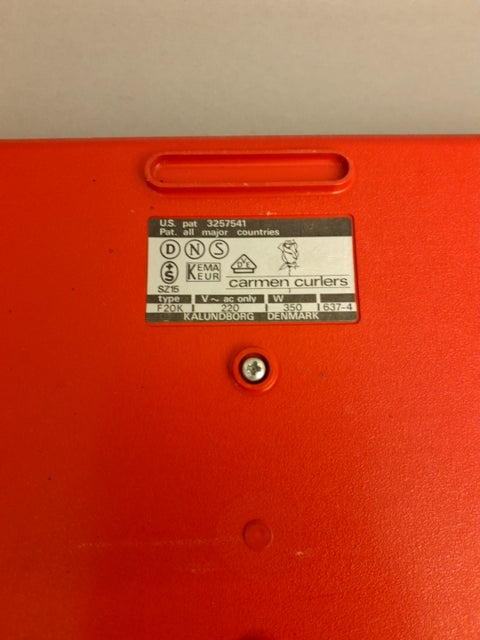 U.S. pat 3257541
Pat. all major countries
D N S
S
VDE
KEMA
KEUR
SZ15
carmen curlers
type V ~ ac only W
F20K 220 350 637-4
KALUNDBORG DENMARK